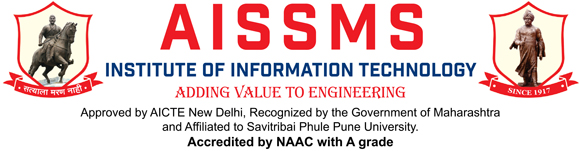 AISSMS
INSTITUTE OF INFORMATION TECHNOLOGY
ADDING VALUE TO ENGINEERING
Approved by AICTE New Delhi, Recognized by the Government of Maharashtra
and Affiliated to Savitribai Phule Pune University.
Accredited by NAAC with A grade
सत्याला मरण नाही
SINCE 1917